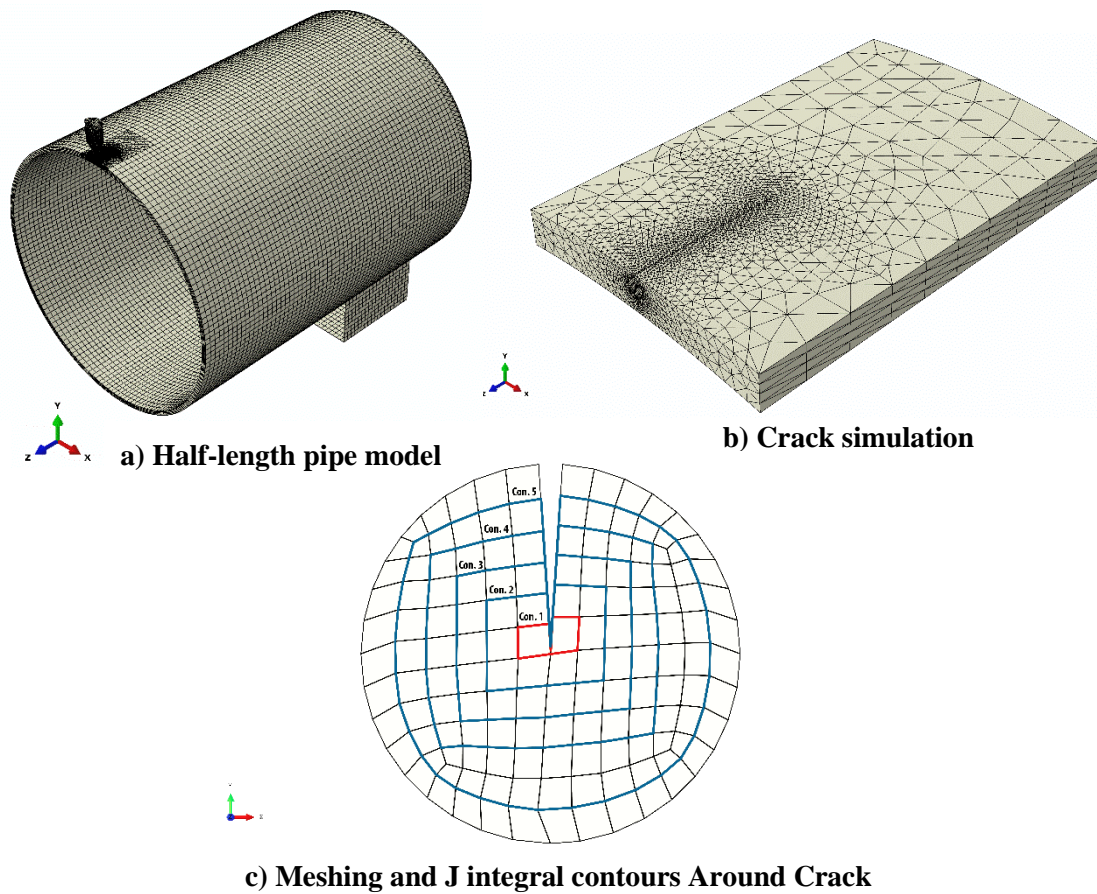 Y
Z
X
a) Half-length pipe model
Y
Z
X
b) Crack simulation
Con. 5
Con. 4
Con. 3
Con. 2
Con. 1
X
c) Meshing and J integral contours Around Crack